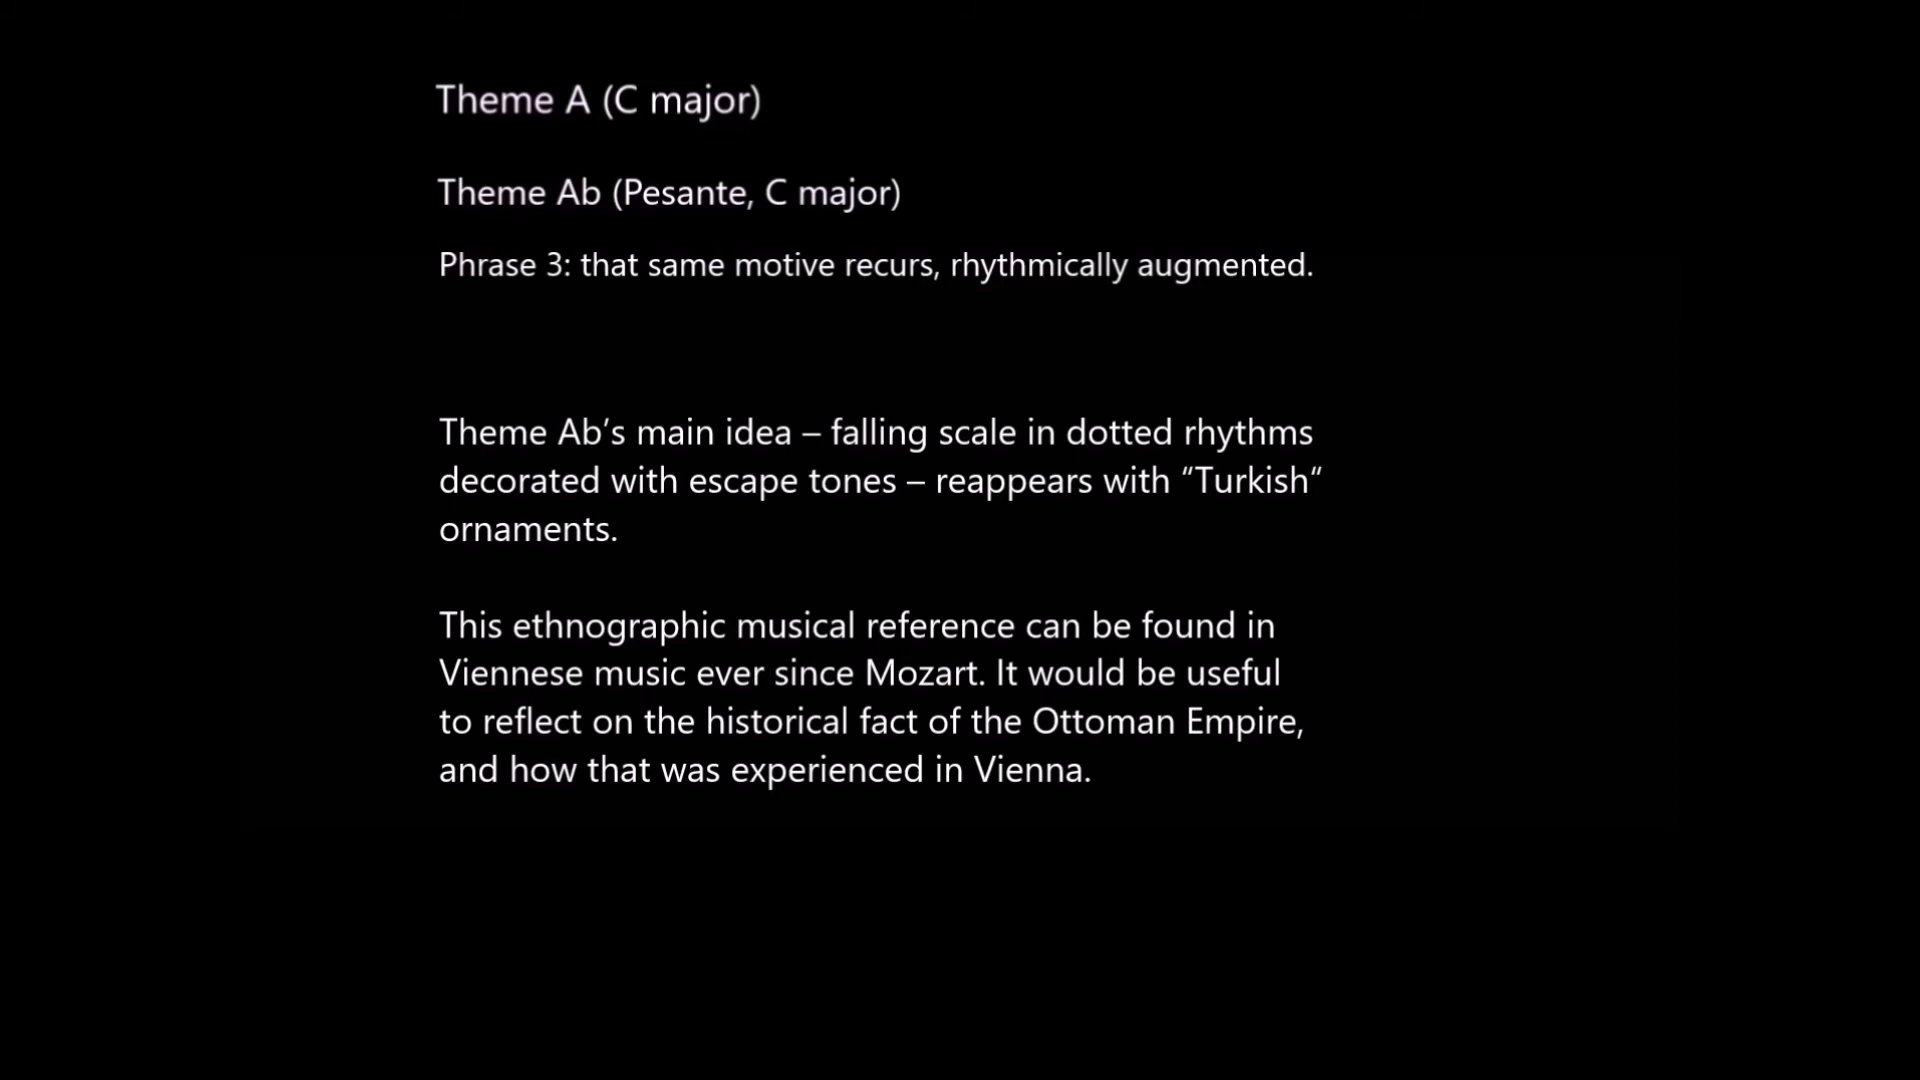 Theme A (C major)
Theme Ab (Pesante, C major)
Phrase 3: that same motive recurs, rhythmically augmented.
Theme Ab’s main idea – falling scale in dotted rhythms
decorated with escape tones – reappears with “Turkish“
ornaments.
This ethnographic musical reference can be found in
Viennese music ever since Mozart. It would be useful
to reflect on the historical fact of the Ottoman Empire,
and how that was experienced in Vienna.